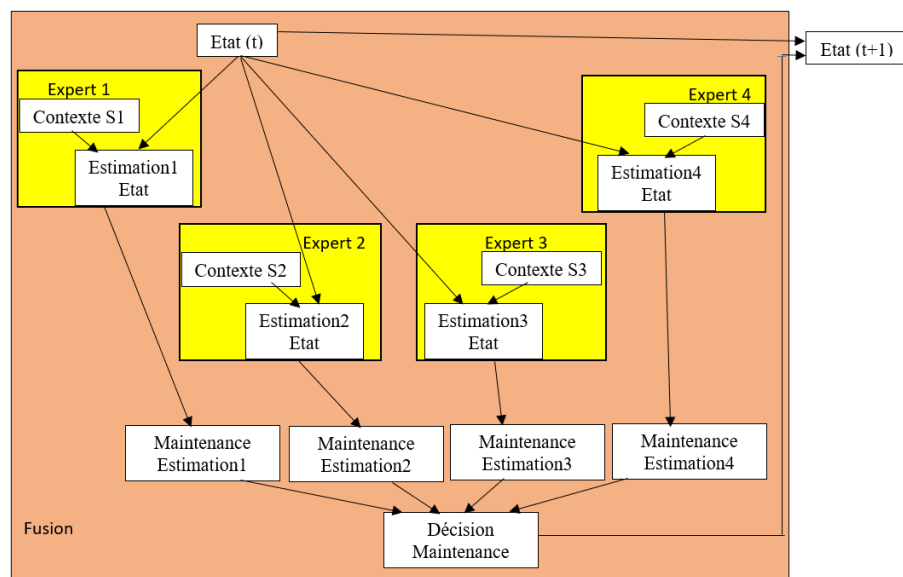 Etat (t)
Etat (t+1)
Expert 1
Contexte S1
Estimation1
Etat
Expert 4
Contexte S4
Estimation4
Etat
Expert 2
Contexte S2
Estimation2
Etat
Expert 3
Contexte S3
Estimation3
Etat
Maintenance
Estimation1
Maintenance
Estimation2
Maintenance
Estimation3
Maintenance
Estimation4
Fusion
Décision
Maintenance